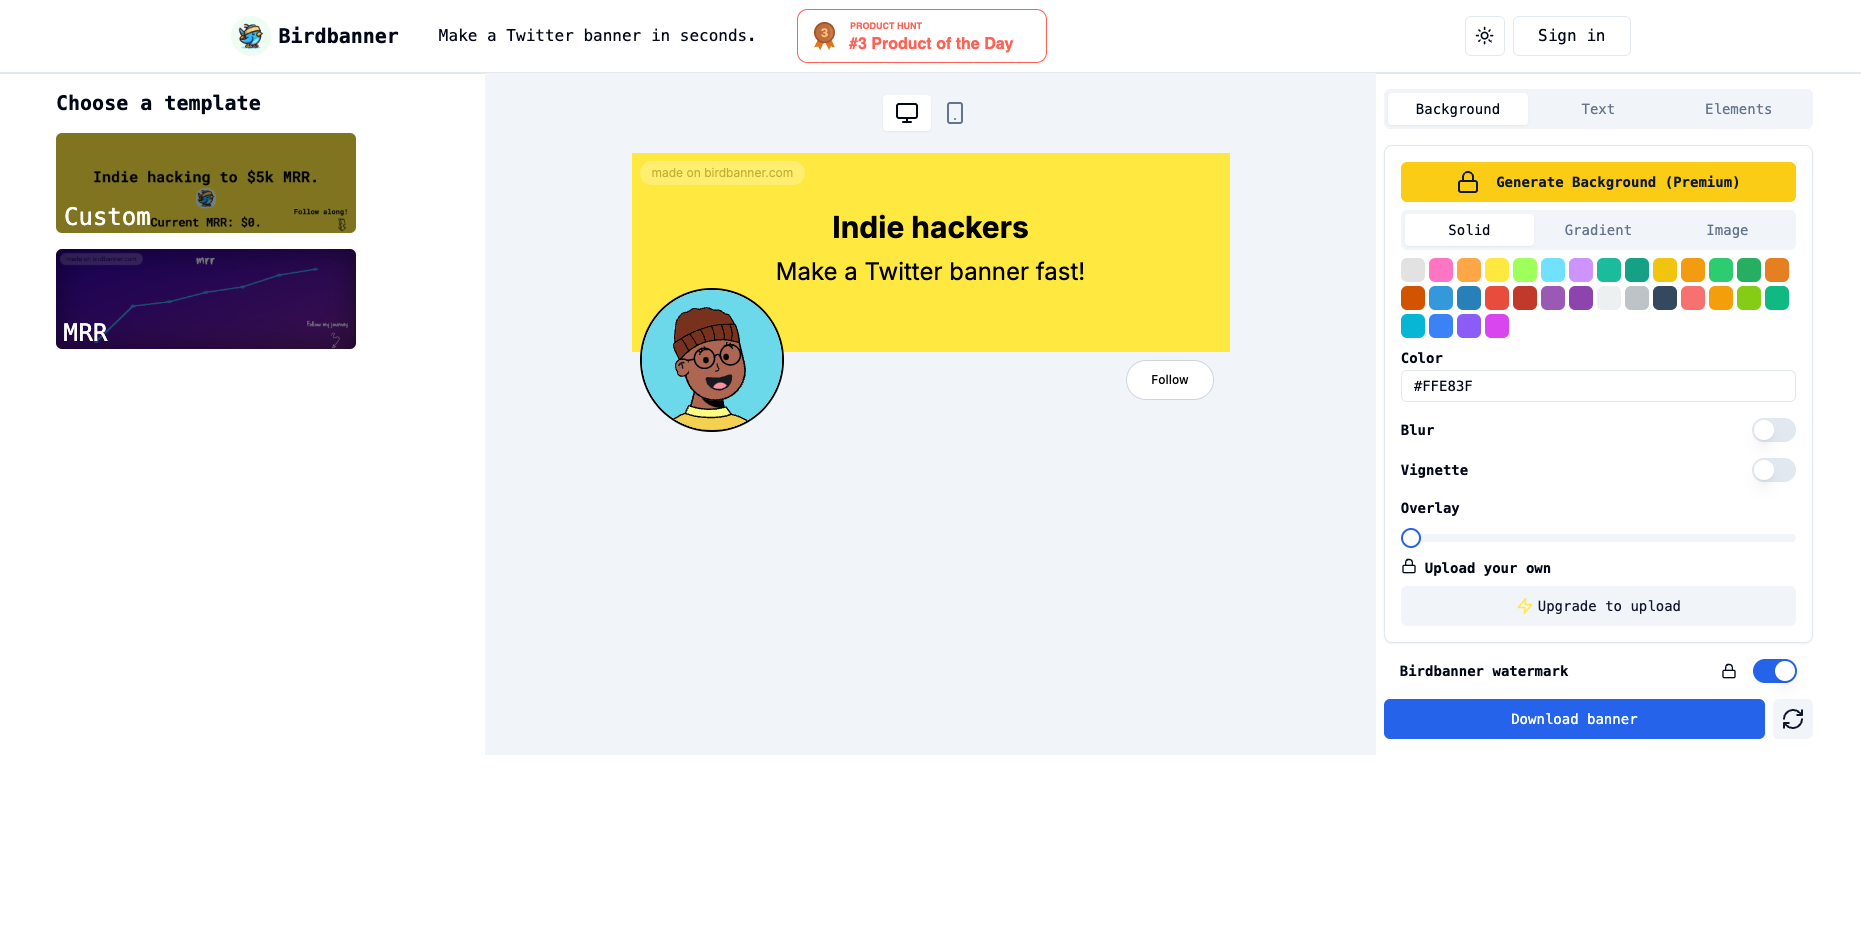 Birdbanner
Make a Twitter banner in seconds.
3
PRODUCT HUNT
#3 Product of the Day
Sign in
Choose a template
Indie hacking to $5k MRR.
Follow along!
Custom
Current MRR: $0.
made on birdbanner.com
mrr
Follow my journey
MRR
made on birdbanner.com
Indie hackers
Make a Twitter banner fast!
Follow
Background
Text
Elements
Generate Background (Premium)
Solid
Gradient
Image
Color
#FFE83F
Blur
Vignette
Overlay
Upload your own
Upgrade to upload
Birdbanner watermark
Download banner